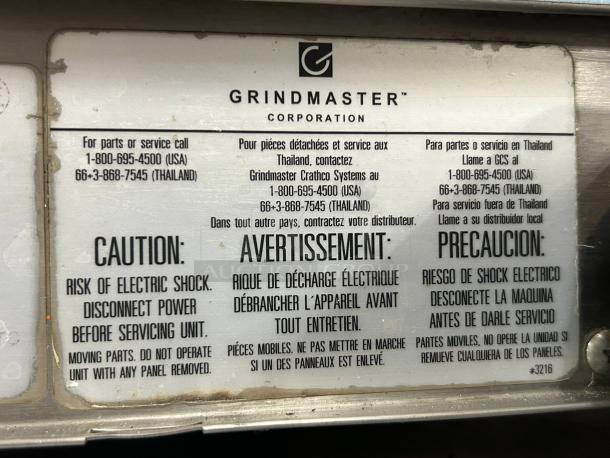 GRINDMASTER™
CORPORATION
For parts or service call
1-800-695-4500 (USA)
66+3-868-7545 (THAILAND)
Pour piéces détachées et service aux
Thailand, contactez
Grindmaster Crathco Systems au
1-800-695-4500 (USA)
66+3-868-7545 (THAILAND)
Dans tout autre pays, contractez votre distributeur.
Para partes o servicio en Thailand
Llame a GCS al
1-800-695-4500 (USA)
66+3-868-7545 (THAILAND)
Para servicio fuera de Thailand
Llame a su distribuidor local
CAUTION:
RISK OF ELECTRIC SHOCK.
DISCONNECT POWER
BEFORE SERVICING UNIT.
MOVING PARTS. DO NOT OPERATE
UNIT WITH ANY PANEL REMOVED.
AVERTISSEMENT:
RIQUE DE DÉCHARGE ÉLECTRIQUE
DÉBRANCHER L'APPAREIL AVANT
TOUT ENTRETIEN.
PIÉCES MOBILES. NE PAS METTRE EN MARCHE
SI UN DES PANNEAUX EST ENLEVÉ.
PRECAUCION:
RIESGO DE SHOCK ELECTRICO
DESCONECTE LA MAQUINA
ANTES DE DARLE SERVICIO
PARTES MOVILES, NO OPERE LA UNIDAD SI
REMUEVE CUALQUIERA DE LOS PANELES.
#3216